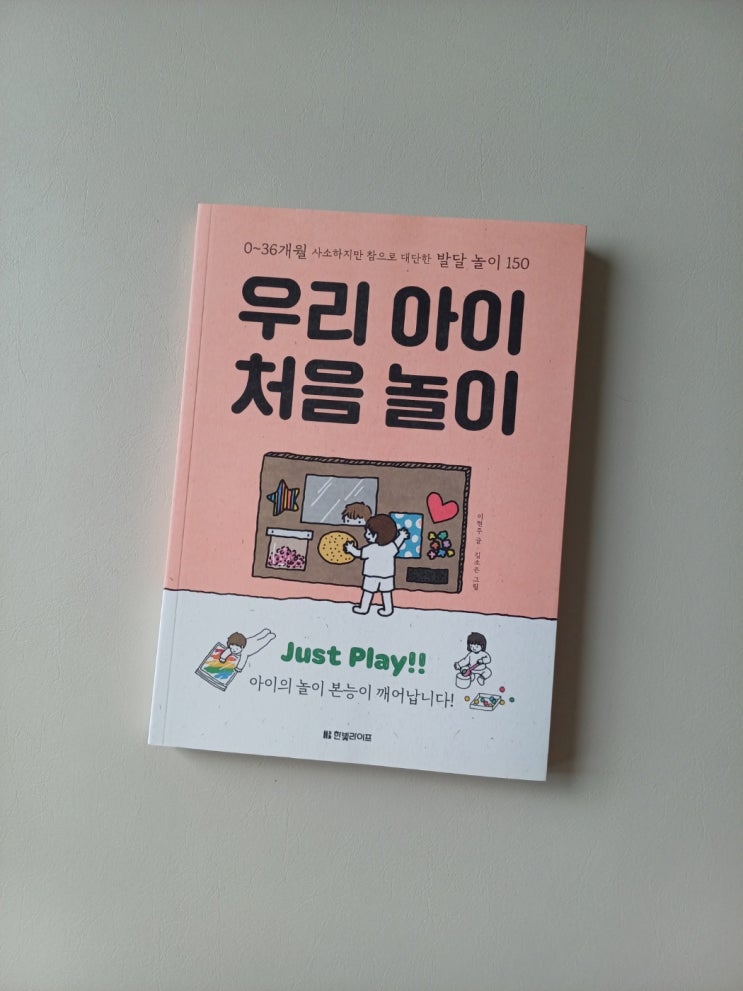 0~36개월 사소하지만 참으로 대단한 발달 놀이 150
우리 아이
처음 놀이
이현주 글 김소은 그림
Just Play!!
아이의 놀이 본능이 깨어납니다!
HB 한빛라이프